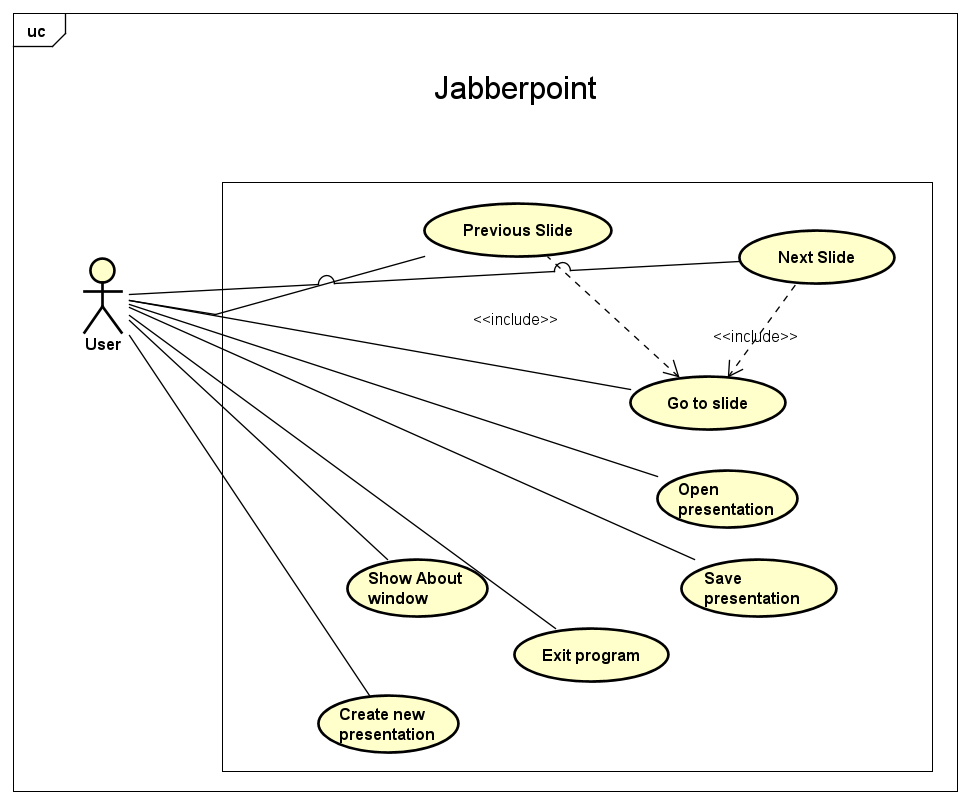 uc
Jabberpoint
Previous Slide
Next Slide
User
<<include>>
<<include>>
Go to slide
Open
presentation
Show About
window
Save
presentation
Exit program
Create new
presentation